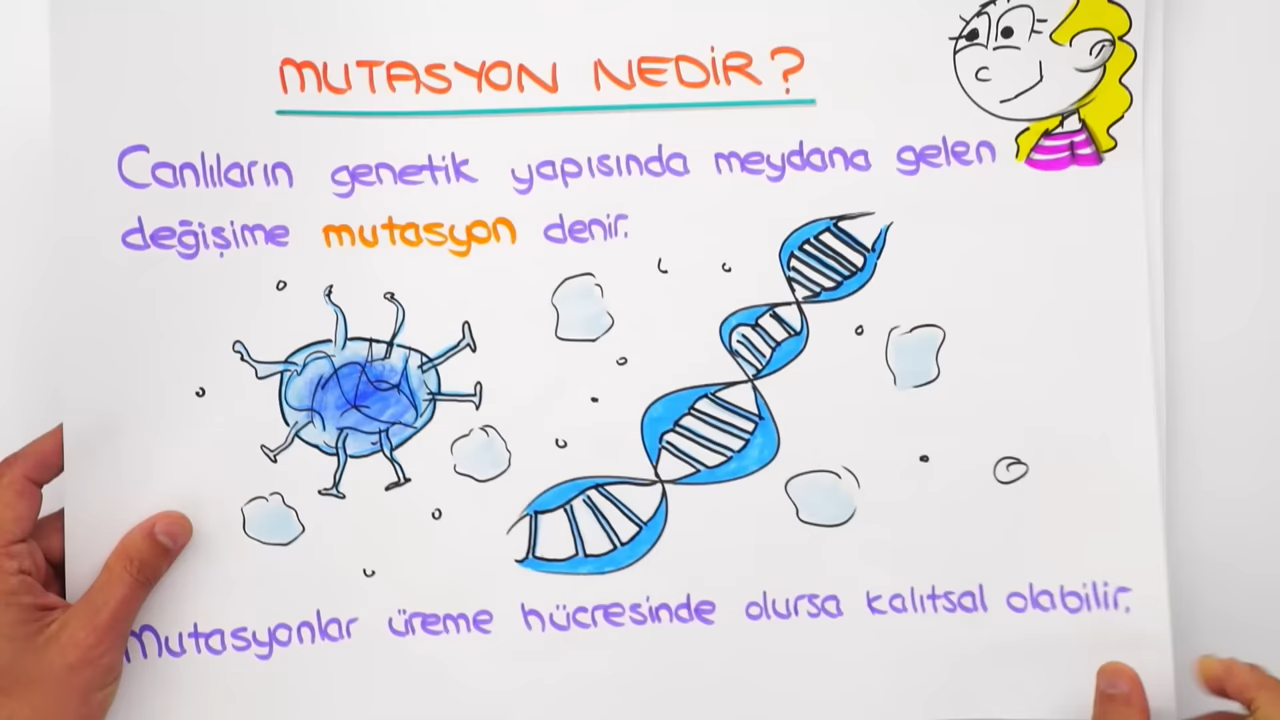 MUTASYON NEDİR?
Canlıların genetik yapısında meydana gelen
değişime mutasyon denir.
Mutasyonlar üreme hücresinde olursa kalıtsal olabilir.